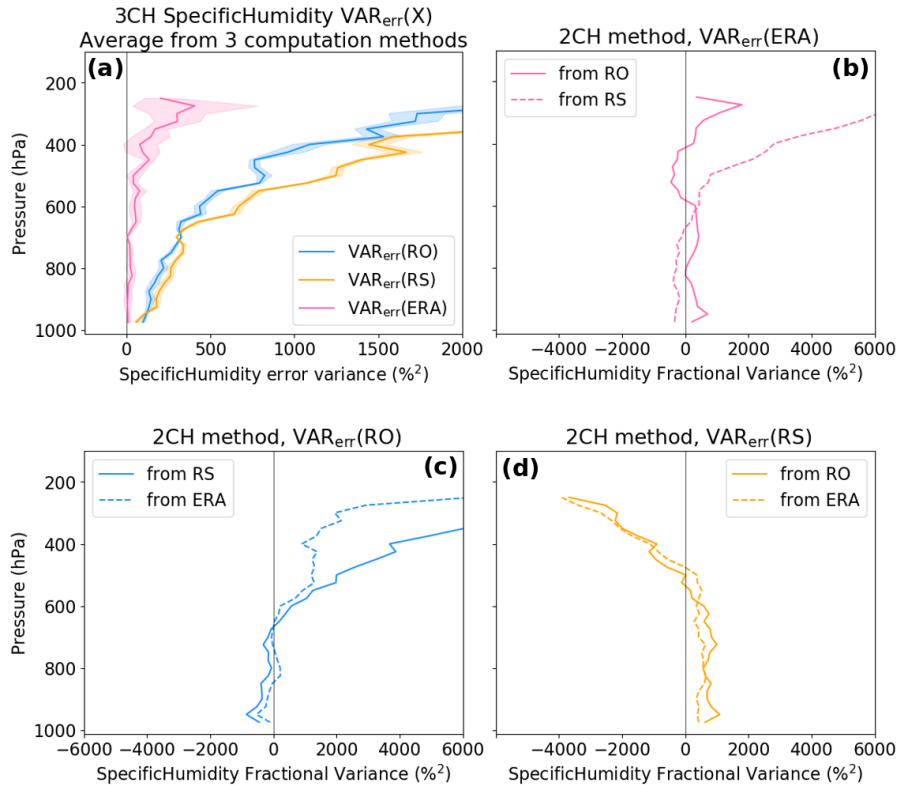 3CH SpecificHumidity VARerr(X)
Average from 3 computation methods
(a)
200
400
600
800
1000
Pressure (hPa)
VARerr(RO)
VARerr(RS)
VARerr(ERA)
0
500
1000
1500
2000
SpecificHumidity error variance (%²)
2CH method, VARerr(ERA)
from RO
from RS
(b)
−4000
−2000
0
2000
4000
6000
SpecificHumidity Fractional Variance (%²)
2CH method, VARerr(RO)
from RS
from ERA
(c)
200
400
600
800
1000
Pressure (hPa)
−6000
−4000
−2000
0
2000
4000
6000
SpecificHumidity Fractional Variance (%²)
2CH method, VARerr(RS)
(d)
from RO
from ERA
−4000
−2000
0
2000
4000
6000
SpecificHumidity Fractional Variance (%²)